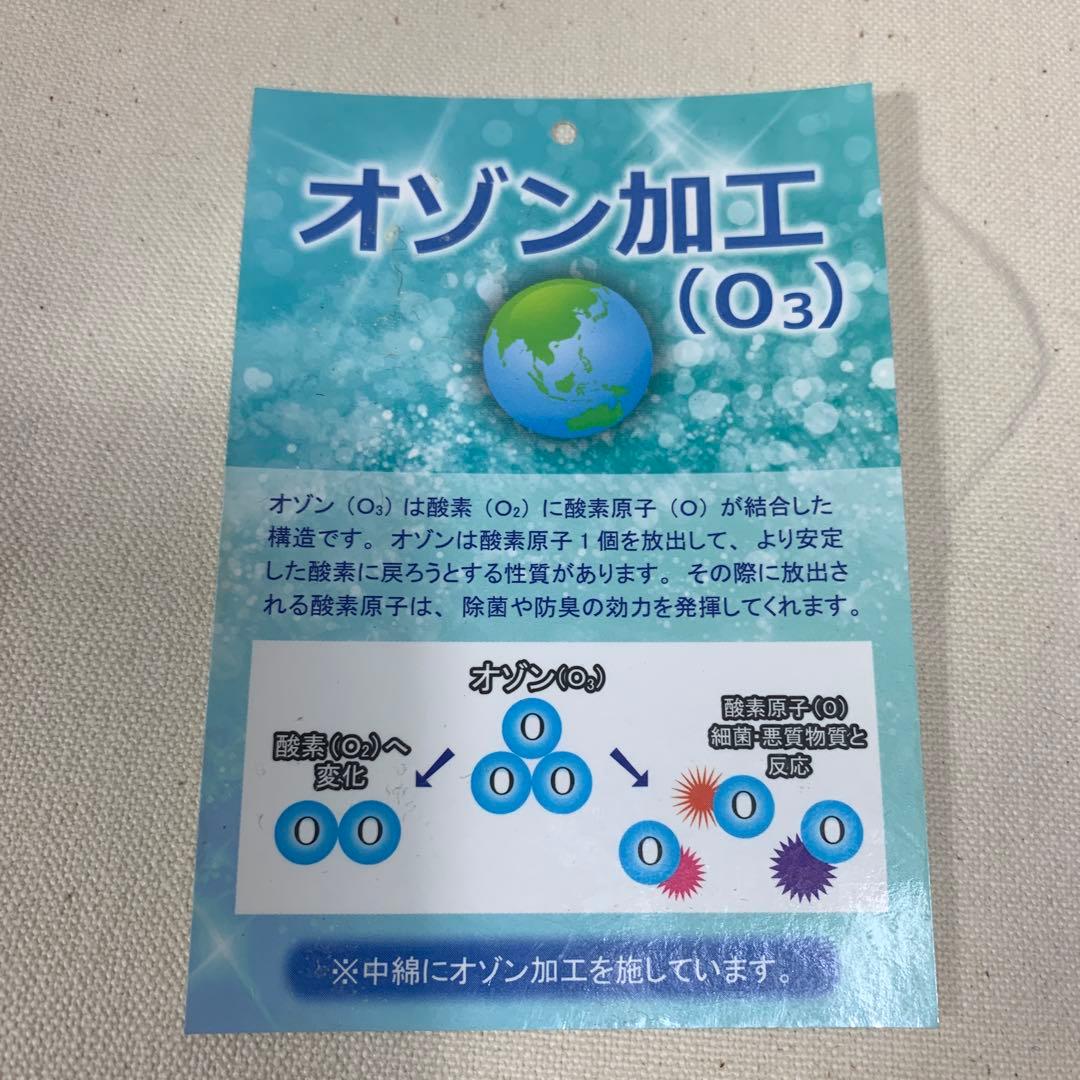 オゾン加工
（O₃）
オゾン（O₃）は酸素（O₂）に酸素原子（O）が結合した
構造です。オゾンは酸素原子1個を放出して、より安定
した酸素に戻ろうとする性質があります。その際に放出さ
れる酸素原子は、除菌や防臭の効力を発揮してくれます。
オゾン（O₃）
O
O O
酸素（O₂）へ
変化
O O
酸素原子（O）
細菌・悪質物質と
反応
O
O
O
※中綿にオゾン加工を施しています。